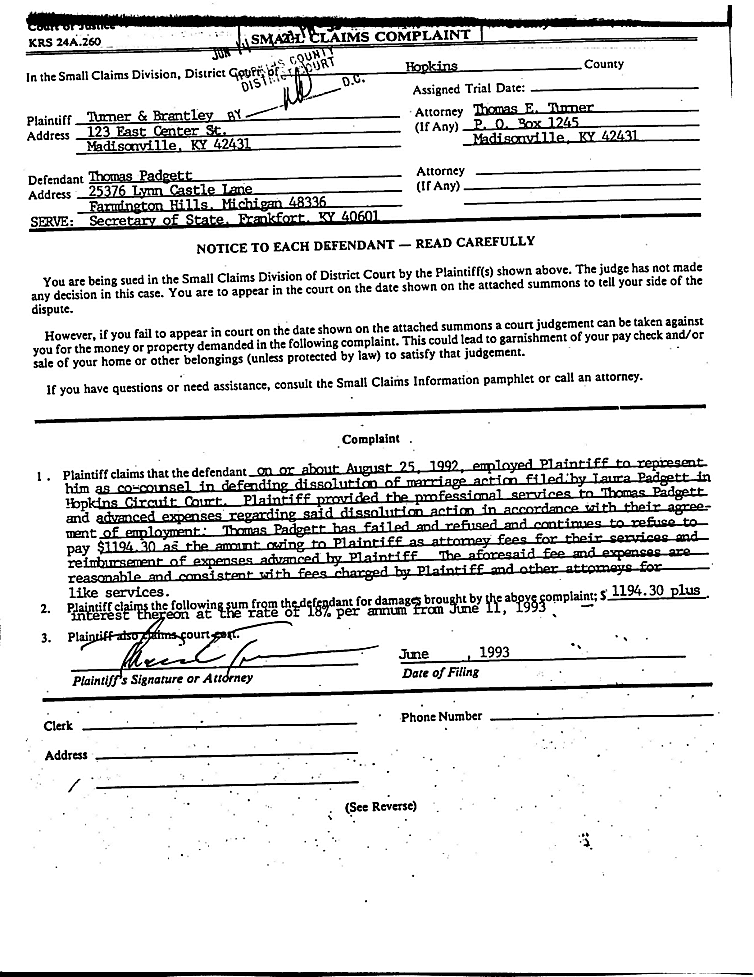 Court of Justice
KRS 24A.260
SMALL CLAIMS COMPLAINT
JUN
In the Small Claims Division, District Court of Hopkins County
COUNTY
DISTRICT COURT
BY D.C.
Assigned Trial Date:
Plaintiff Turner & Brantley
Address 123 East Center St.
Madisonville, KY 42431
Attorney Thomas E. Turner
(If Any) P. O. Box 1245
Madisonville, KY 42431
Defendant Thomas Padgett
Address 25376 Lynn Castle Lane
Farmington Hills, Michigan 48336
SERVE: Secretary of State, Frankfort, KY 40601
Attorney
(If Any)
NOTICE TO EACH DEFENDANT — READ CAREFULLY
You are being sued in the Small Claims Division of District Court by the Plaintiff(s) shown above. The judge has not made
any decision in this case. You are to appear in the court on the date shown on the attached summons to tell your side of the
dispute.
However, if you fail to appear in court on the date shown on the attached summons a court judgement can be taken against
you for the money or property demanded in the following complaint. This could lead to garnishment of your pay check and/or
sale of your home or other belongings (unless protected by law) to satisfy that judgement.
If you have questions or need assistance, consult the Small Claims Information pamphlet or call an attorney.
Complaint
1. Plaintiff claims that the defendant on or about August 25, 1992, employed Plaintiff to represent
him as co-counsel in defending dissolution of marriage action filed by Laura Padgett in
Hopkins Circuit Court. Plaintiff provided the professional services to Thomas Padgett
and advanced expenses regarding said dissolution action in accordance with their agree-
ment of employment. Thomas Padgett has failed and refused and continues to refuse to
pay $1194.30 as the amount owing to Plaintiff as attorney fees for their services and
reimbursement of expenses advanced by Plaintiff. The aforesaid fee and expenses are
reasonable and consistent with fees charged by Plaintiff and other attorneys for
like services.
2. Plaintiff claims the following sum from the defendant for damages brought by the above complaint; $ 1194.30 plus
interest thereon at the rate of 18% per annum from June 11, 1993
3. Plaintiff also claims court cost.
Plaintiff's Signature or Attorney
June , 1993
Date of Filing
Clerk
Phone Number
Address
(See Reverse)